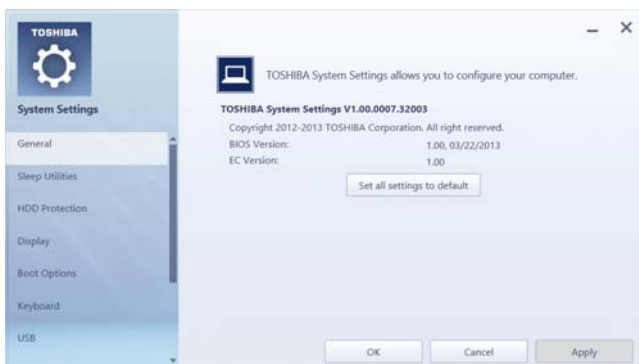 TOSHIBA
System Settings
General
Sleep Utilities
HDD Protection
Display
Boot Options
Keyboard
USB
TOSHIBA System Settings allows you to configure your computer.
TOSHIBA System Settings V1.00.0007.32003
Copyright 2012-2013 TOSHIBA Corporation. All right reserved.
BIOS Version: 1.00, 03/22/2013
EC Version: 1.00
Set all settings to default
OK Cancel Apply